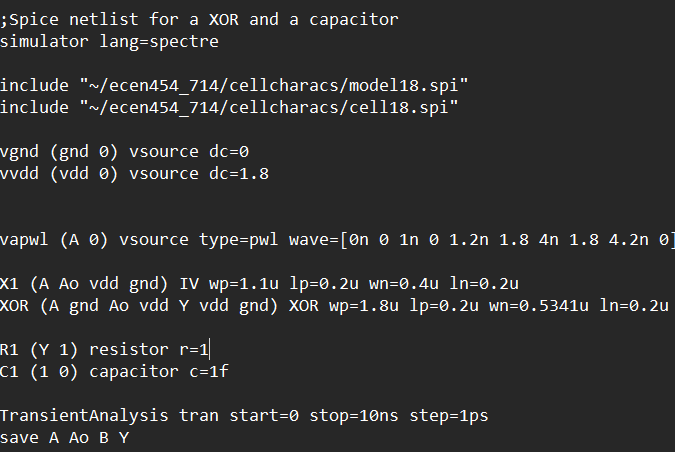 ;Spice netlist for a XOR and a capacitor
simulator lang=spectre
include "~/ecen454_714/cellcharacs/model18.spi"
include "~/ecen454_714/cellcharacs/cell18.spi"
vgnd (gnd 0) vsource dc=0
vvdd (vdd 0) vsource dc=1.8
vapwl (A 0) vsource type=pwl wave=[0n 0 1n 0 1.2n 1.8 4n 1.8 4.2n 0]
X1 (A Ao vdd gnd) IV wp=1.1u lp=0.2u wn=0.4u ln=0.2u
XOR (A gnd Ao vdd Y vdd gnd) XOR wp=1.8u lp=0.2u wn=0.5341u ln=0.2u
R1 (Y 1) resistor r=1
C1 (1 0) capacitor c=1f
TransientAnalysis tran start=0 stop=10ns step=1ps
save A Ao B Y